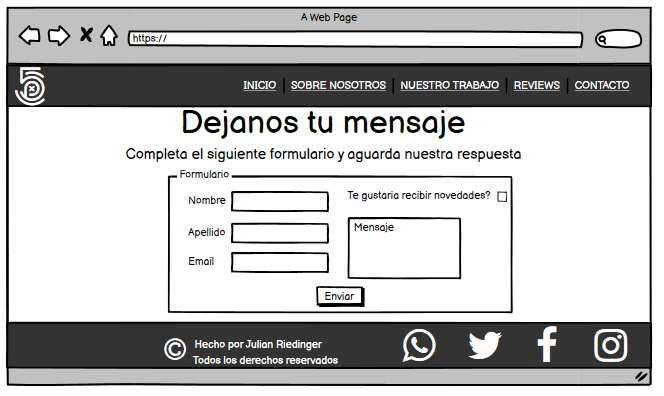 A Web Page
https://
INICIO | SOBRE NOSOTROS | NUESTRO TRABAJO | REVIEWS | CONTACTO
Dejanos tu mensaje
Completa el siguiente formulario y aguarda nuestra respuesta
Formulario
Nombre
Te gustaria recibir novedades?
Apellido
Mensaje
Email
Enviar
© Hecho por Julian Riedinger
Todos los derechos reservados